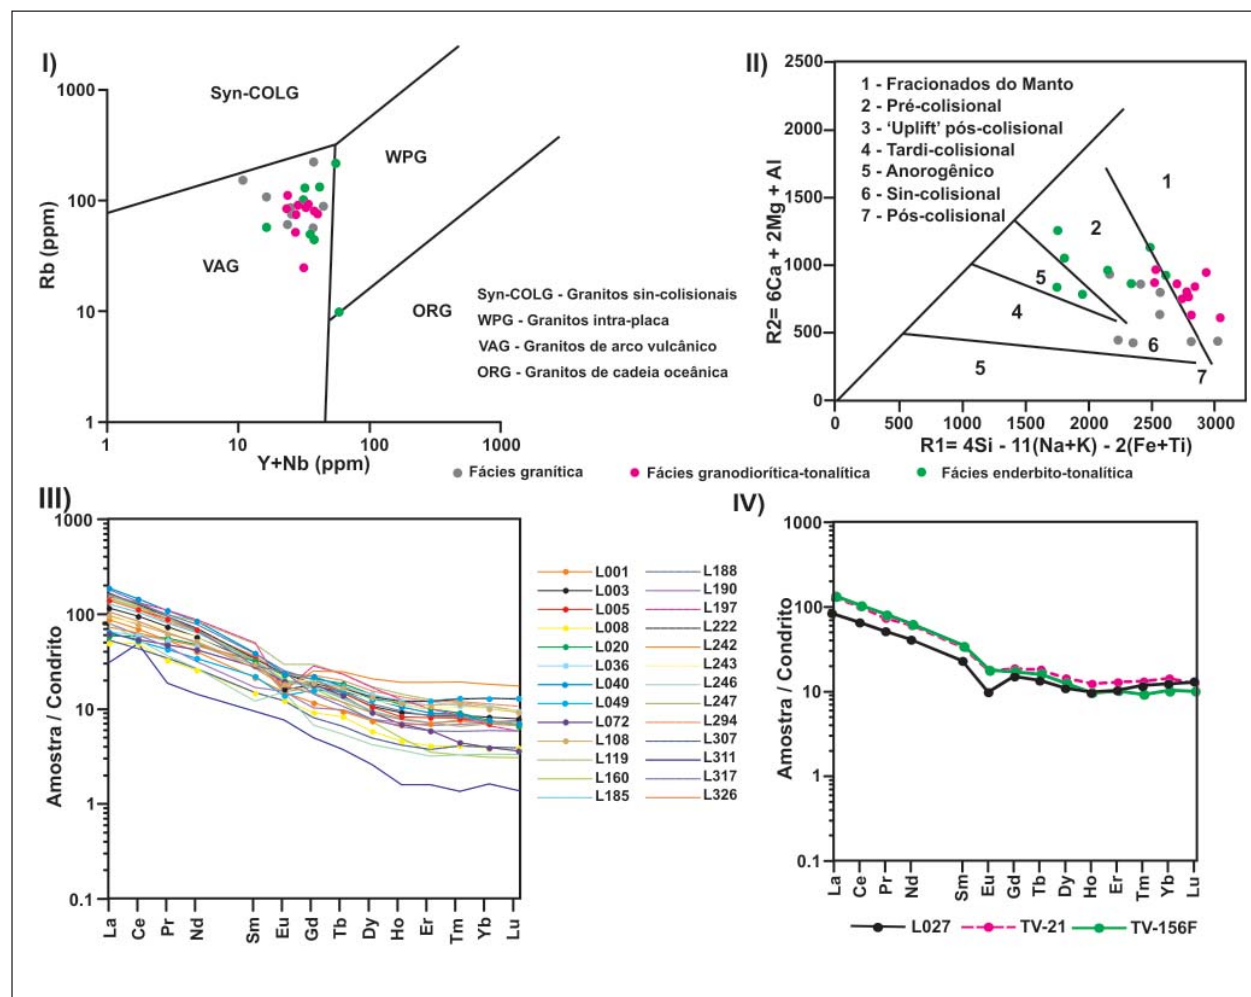 I)
Syn-COLG
WPG
VAG
ORG
Syn-COLG - Granitos sin-colisionais
WPG - Granitos intra-placa
VAG - Granitos de arco vulcânico
ORG - Granitos de cadeia oceânica
Rb (ppm)
1000
100
10
1
1 10 100 1000
Y+Nb (ppm)
II)
1 - Fracionados do Manto
2 - Pré-colisional
3 - ‘Uplift’ pós-colisional
4 - Tardi-colisional
5 - Anorogênico
6 - Sin-colisional
7 - Pós-colisional
1
2
5
4
6
5
7
R2= 6Ca + 2Mg + Al
2500
2000
1500
1000
500
0
0 500 1000 1500 2000 2500 3000
R1= 4Si - 11(Na+K) - 2(Fe+Ti)
Fácies granítica Fácies granodiorítica-tonalítica Fácies enderbito-tonalítica
III)
Amostra / Condrito
1000
100
10
1
0.1
La Ce Pr Nd Sm Eu Gd Tb Dy Ho Er Tm Yb Lu
L001 L188
L003 L190
L005 L197
L008 L222
L020 L242
L036 L243
L040 L246
L049 L247
L072 L294
L108 L307
L119 L311
L160 L317
L185 L326
IV)
Amostra / Condrito
1000
100
10
1
0.1
La Ce Pr Nd Sm Eu Gd Tb Dy Ho Er Tm Yb Lu
L027 TV-21 TV-156F